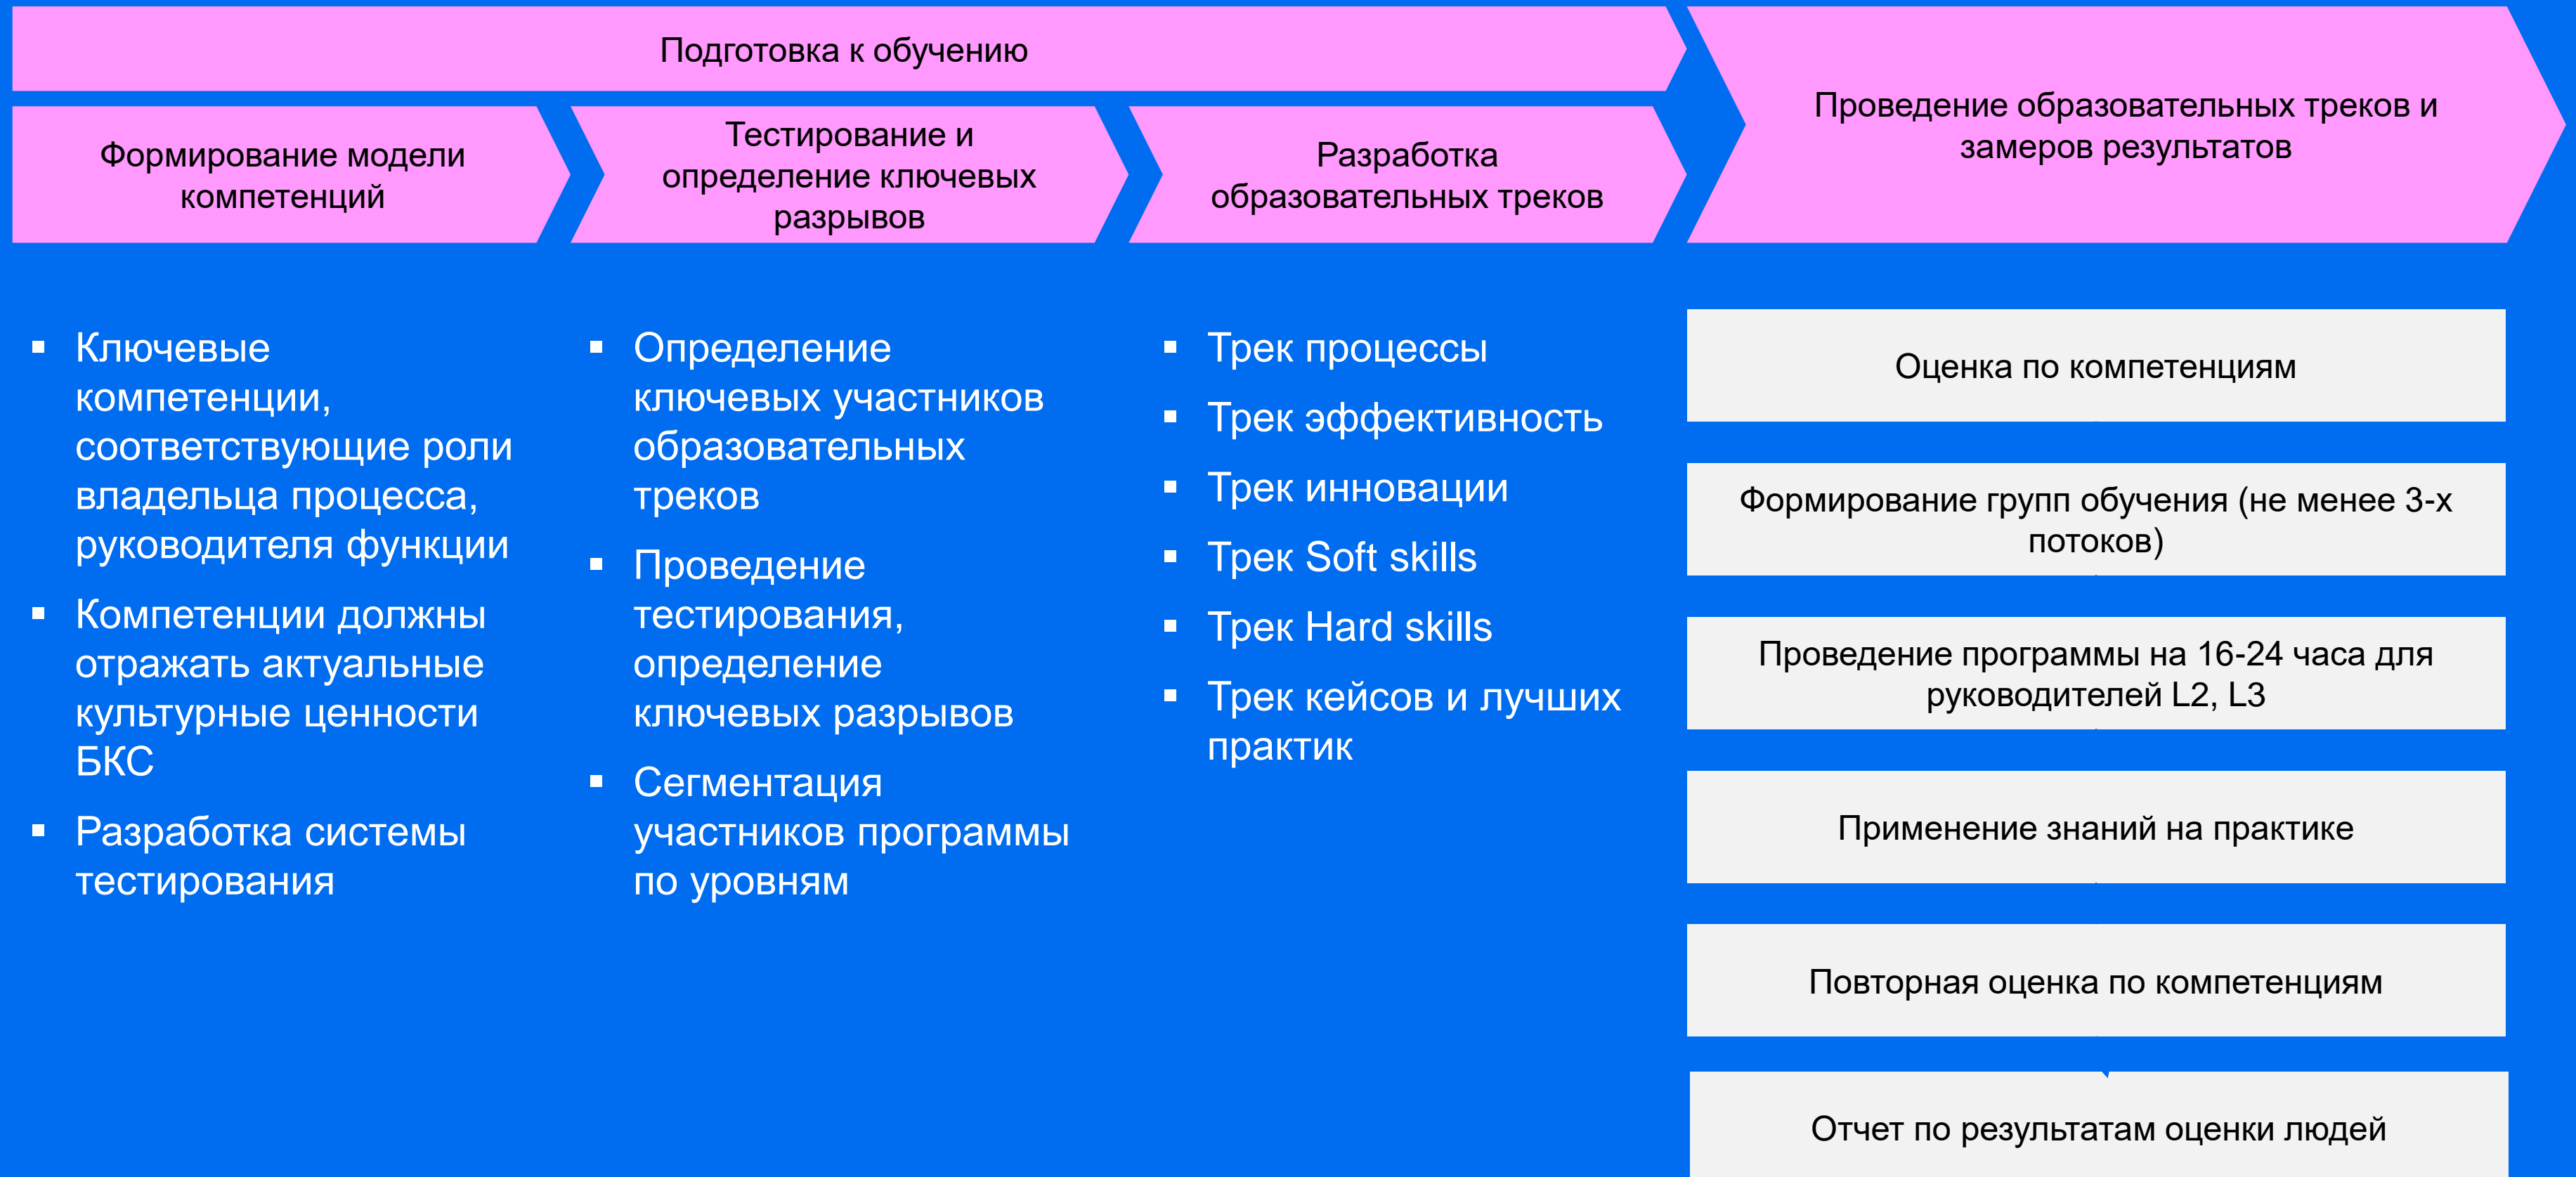 Подготовка к обучению
Формирование модели
компетенций
Тестирование и
определение ключевых
разрывов
Разработка
образовательных треков
Проведение образовательных треков и
замеров результатов
▪ Ключевые
компетенции,
соответствующие роли
владельца процесса,
руководителя функции
▪ Компетенции должны
отражать актуальные
культурные ценности
БКС
▪ Разработка системы
тестирования
▪ Определение
ключевых участников
образовательных
треков
▪ Проведение
тестирования,
определение
ключевых разрывов
▪ Сегментация
участников программы
по уровням
▪ Трек процессы
▪ Трек эффективность
▪ Трек инновации
▪ Трек Soft skills
▪ Трек Hard skills
▪ Трек кейсов и лучших
практик
Оценка по компетенциям
Формирование групп обучения (не менее 3-х
потоков)
Проведение программы на 16-24 часа для
руководителей L2, L3
Применение знаний на практике
Повторная оценка по компетенциям
Отчет по результатам оценки людей